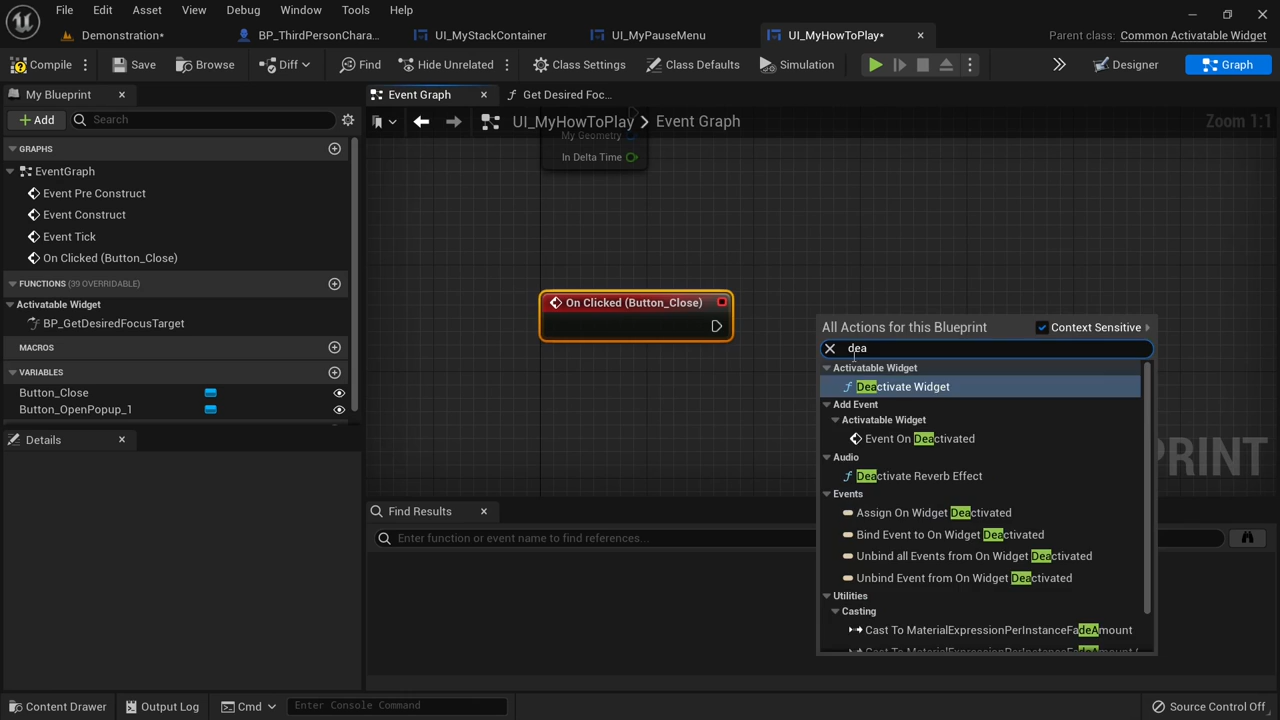 File Edit Asset View Debug Window Tools Help
Demonstration* BP_ThirdPersonChara... UI_MyStackContainer UI_MyPauseMenu UI_MyHowToPlay* Parent class: Common Activatable Widget
Compile Save Browse Diff Find Hide Unrelated Class Settings Class Defaults Simulation Designer Graph
My Blueprint Event Graph Get Desired Foc...
Add Search UI_MyHowToPlay Event Graph Zoom 1:1
My Geometry
In Delta Time
GRAPHS
EventGraph
Event Pre Construct
Event Construct
Event Tick
On Clicked (Button_Close)
FUNCTIONS (39 OVERRIDABLE)
Activatable Widget
BP_GetDesiredFocusTarget
MACROS
VARIABLES
Button_Close
Button_OpenPopup_1
Details
On Clicked (Button_Close)
All Actions for this Blueprint Context Sensitive
dea
Activatable Widget
Deactivate Widget
Add Event
Activatable Widget
Event On Deactivated
Audio
Deactivate Reverb Effect
Events
Assign On Widget Deactivated
Bind Event to On Widget Deactivated
Unbind all Events from On Widget Deactivated
Unbind Event from On Widget Deactivated
Utilities
Casting
Cast To MaterialExpressionPerInstanceFadeAmount
PRINT
Find Results
Enter function or event name to find references...
Content Drawer Output Log Cmd Enter Console Command Source Control Off